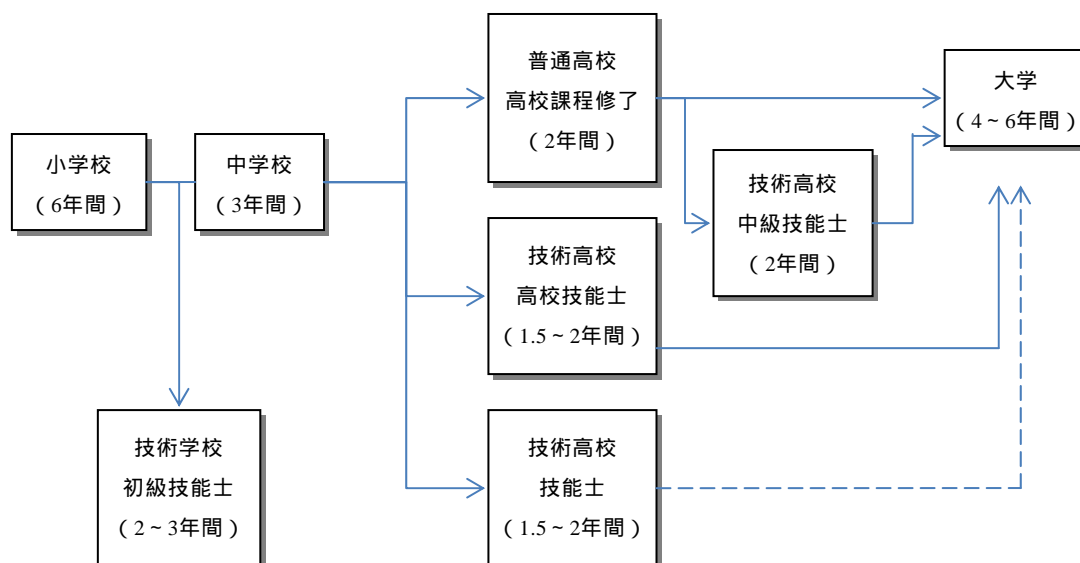 小学校
（6年間）
中学校
（3年間）
技術学校
初級技能士
（2～3年間）
普通高校
高校課程修了
（2年間）
技術高校
高校技能士
（1.5～2年間）
技術高校
技能士
（1.5～2年間）
技術高校
中級技能士
（2年間）
大学
（4～6年間）